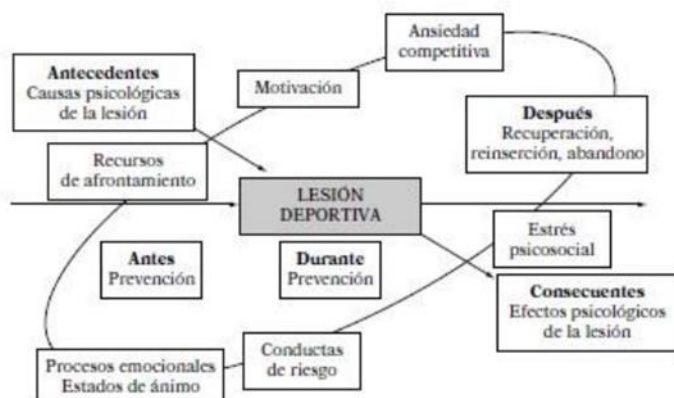 Ansiedad
competitiva
Antecedentes
Causas psicológicas
de la lesión
Motivación
Después
Recuperación,
reinserción, abandono
Recursos
de afrontamiento
LESIÓN
DEPORTIVA
Estrés
psicosocial
Antes
Prevención
Durante
Prevención
Consecuentes
Efectos psicológicos
de la lesión
Procesos emocionales
Estados de ánimo
Conductas
de riesgo